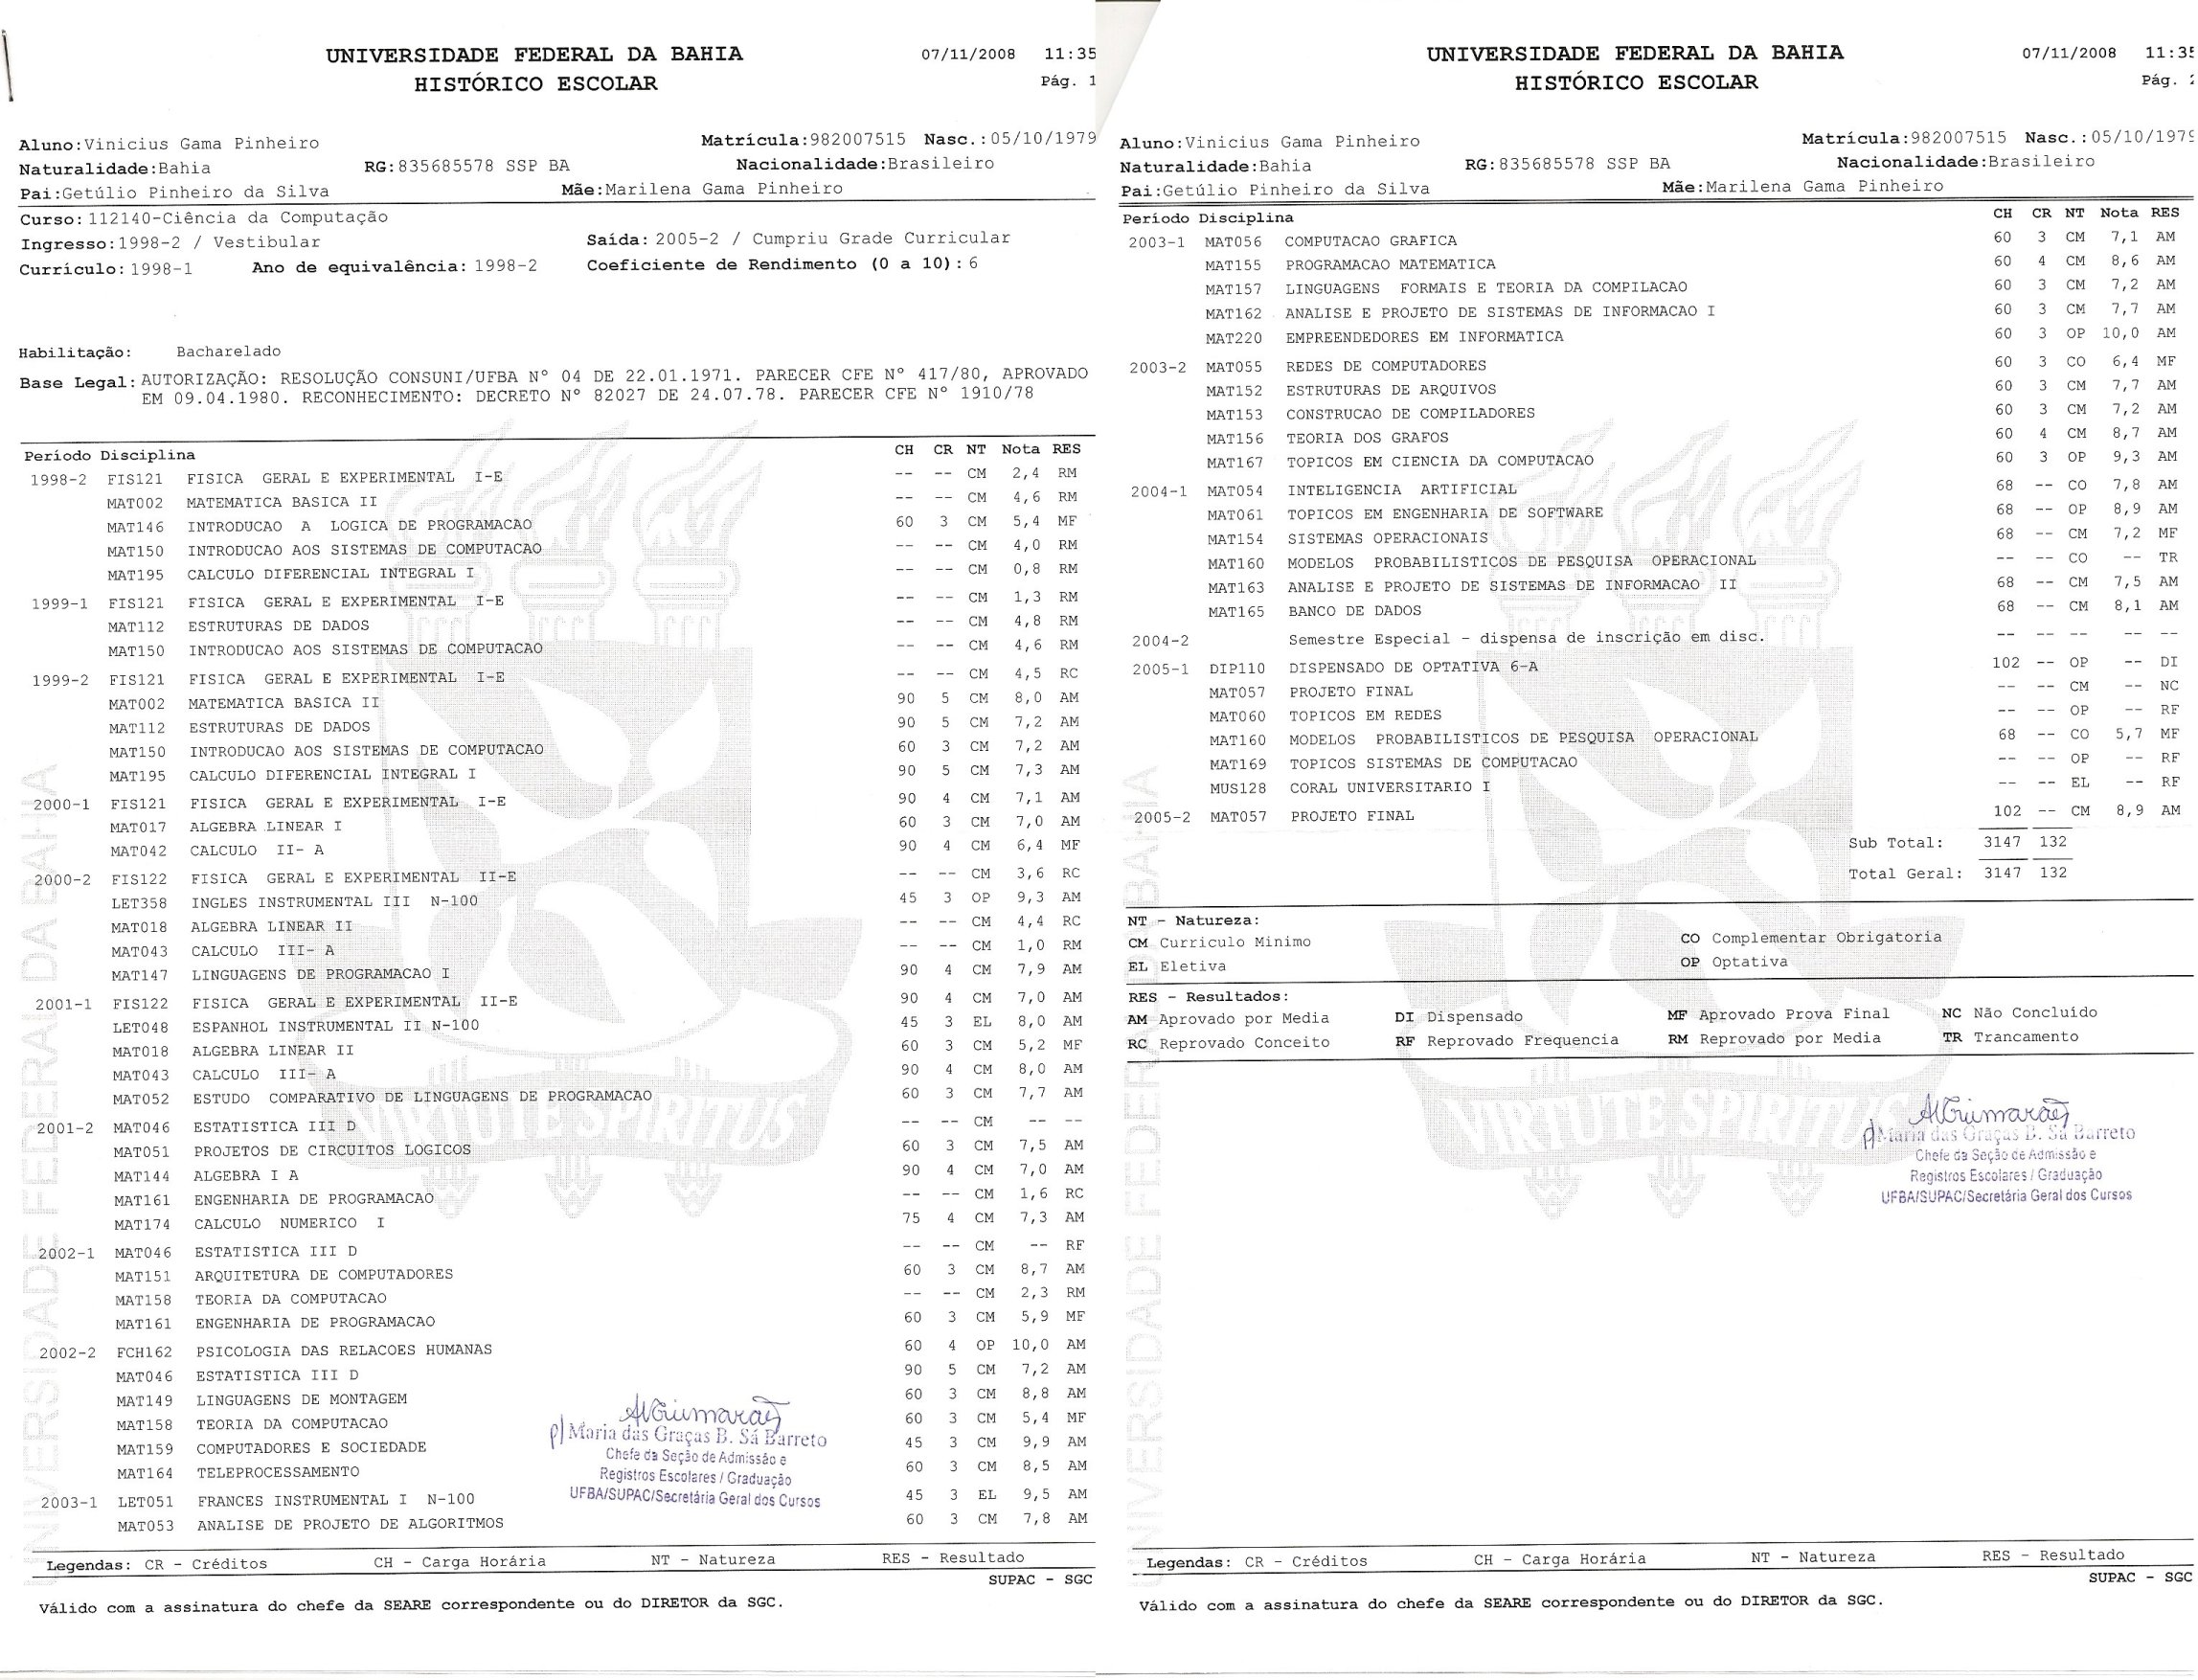 UNIVERSIDADE FEDERAL DA BAHIA 07/11/2008 11:35
HISTÓRICO ESCOLAR Pág. 1
Aluno:Vinicius Gama Pinheiro Matrícula:982007515 Nasc.:05/10/1979
Naturalidade:Bahia RG:835685578 SSP BA Nacionalidade:Brasileiro
Pai:Getúlio Pinheiro da Silva Mãe:Marilena Gama Pinheiro
Curso:112140-Ciência da Computação
Ingresso:1998-2 / Vestibular Saída:2005-2 / Cumpriu Grade Curricular
Currículo:1998-1 Ano de equivalência:1998-2 Coeficiente de Rendimento (0 a 10):6
Habilitação: Bacharelado
Base Legal:AUTORIZAÇÃO: RESOLUÇÃO CONSUNI/UFBA Nº 04 DE 22.01.1971. PARECER CFE Nº 417/80, APROVADO
EM 09.04.1980. RECONHECIMENTO: DECRETO Nº 82027 DE 24.07.78. PARECER CFE Nº 1910/78
Período Disciplina CH CR NT Nota RES
1998-2 FIS121 FISICA GERAL E EXPERIMENTAL I-E -- -- CM 2,4 RM
MAT002 MATEMATICA BASICA II -- -- CM 4,6 RM
MAT146 INTRODUCAO A LOGICA DE PROGRAMACAO 60 3 CM 5,4 MF
MAT150 INTRODUCAO AOS SISTEMAS DE COMPUTACAO -- -- CM 4,0 RM
MAT195 CALCULO DIFERENCIAL INTEGRAL I -- -- CM 0,8 RM
1999-1 FIS121 FISICA GERAL E EXPERIMENTAL I-E -- -- CM 1,3 RM
MAT112 ESTRUTURAS DE DADOS -- -- CM 4,8 RM
MAT150 INTRODUCAO AOS SISTEMAS DE COMPUTACAO -- -- CM 4,6 RM
1999-2 FIS121 FISICA GERAL E EXPERIMENTAL I-E -- -- CM 4,5 RC
MAT002 MATEMATICA BASICA II 90 5 CM 8,0 AM
MAT112 ESTRUTURAS DE DADOS 90 5 CM 7,2 AM
MAT150 INTRODUCAO AOS SISTEMAS DE COMPUTACAO 60 3 CM 7,2 AM
MAT195 CALCULO DIFERENCIAL INTEGRAL I 90 5 CM 7,3 AM
2000-1 FIS121 FISICA GERAL E EXPERIMENTAL I-E 90 4 CM 7,1 AM
MAT017 ALGEBRA LINEAR I 60 3 CM 7,0 AM
MAT042 CALCULO II- A 90 4 CM 6,4 MF
2000-2 FIS122 FISICA GERAL E EXPERIMENTAL II-E -- -- CM 3,6 RC
LET358 INGLES INSTRUMENTAL III N-100 45 3 OP 9,3 AM
MAT018 ALGEBRA LINEAR II -- -- CM 4,4 RC
MAT043 CALCULO III- A -- -- CM 1,0 RM
MAT147 LINGUAGENS DE PROGRAMACAO I 90 4 CM 7,9 AM
2001-1 FIS122 FISICA GERAL E EXPERIMENTAL II-E 90 4 CM 7,0 AM
LET048 ESPANHOL INSTRUMENTAL II N-100 45 3 EL 8,0 AM
MAT018 ALGEBRA LINEAR II 60 3 CM 5,2 MF
MAT043 CALCULO III- A 90 4 CM 8,0 AM
MAT052 ESTUDO COMPARATIVO DE LINGUAGENS DE PROGRAMACAO 60 3 CM 7,7 AM
2001-2 MAT046 ESTATISTICA III D -- -- CM -- --
MAT051 PROJETOS DE CIRCUITOS LOGICOS 60 3 CM 7,5 AM
MAT144 ALGEBRA I A 90 4 CM 7,0 AM
MAT161 ENGENHARIA DE PROGRAMACAO -- -- CM 1,6 RC
MAT174 CALCULO NUMERICO I 75 4 CM 7,3 AM
2002-1 MAT046 ESTATISTICA III D -- -- CM -- RF
MAT151 ARQUITETURA DE COMPUTADORES 60 3 CM 8,7 AM
MAT158 TEORIA DA COMPUTACAO -- -- CM 2,3 RM
MAT161 ENGENHARIA DE PROGRAMACAO 60 3 CM 5,9 MF
2002-2 FCH162 PSICOLOGIA DAS RELACOES HUMANAS 60 4 OP 10,0 AM
MAT046 ESTATISTICA III D 90 5 CM 7,2 AM
MAT149 LINGUAGENS DE MONTAGEM 60 3 CM 8,8 AM
MAT158 TEORIA DA COMPUTACAO 60 3 CM 5,4 MF
MAT159 COMPUTADORES E SOCIEDADE 45 3 CM 9,9 AM
MAT164 TELEPROCESSAMENTO 60 3 CM 8,5 AM
2003-1 LET051 FRANCES INSTRUMENTAL I N-100 45 3 EL 9,5 AM
MAT053 ANALISE DE PROJETO DE ALGORITMOS 60 3 CM 7,8 AM
p/ Maria das Graças B. Sá Barreto
Chefe da Seção de Admissão e
Registros Escolares / Graduação
UFBA/SUPAC/Secretária Geral dos Cursos
Legendas: CR - Créditos CH - Carga Horária NT - Natureza RES - Resultado
SUPAC - SGC
Válido com a assinatura do chefe da SEARE correspondente ou do DIRETOR da SGC.
UNIVERSIDADE FEDERAL DA BAHIA
VIRTUTE SPIRITUS
UNIVERSIDADE FEDERAL DA BAHIA 07/11/2008 11:35
HISTÓRICO ESCOLAR Pág. 2
Aluno:Vinicius Gama Pinheiro Matrícula:982007515 Nasc.:05/10/1979
Naturalidade:Bahia RG:835685578 SSP BA Nacionalidade:Brasileiro
Pai:Getúlio Pinheiro da Silva Mãe:Marilena Gama Pinheiro
Período Disciplina CH CR NT Nota RES
2003-1 MAT056 COMPUTACAO GRAFICA 60 3 CM 7,1 AM
MAT155 PROGRAMACAO MATEMATICA 60 4 CM 8,6 AM
MAT157 LINGUAGENS FORMAIS E TEORIA DA COMPILACAO 60 3 CM 7,2 AM
MAT162 ANALISE E PROJETO DE SISTEMAS DE INFORMACAO I 60 3 CM 7,7 AM
MAT220 EMPREENDEDORES EM INFORMATICA 60 3 OP 10,0 AM
2003-2 MAT055 REDES DE COMPUTADORES 60 3 CO 6,4 MF
MAT152 ESTRUTURAS DE ARQUIVOS 60 3 CM 7,7 AM
MAT153 CONSTRUCAO DE COMPILADORES 60 3 CM 7,2 AM
MAT156 TEORIA DOS GRAFOS 60 4 CM 8,7 AM
MAT167 TOPICOS EM CIENCIA DA COMPUTACAO 60 3 OP 9,3 AM
2004-1 MAT054 INTELIGENCIA ARTIFICIAL 68 -- CO 7,8 AM
MAT061 TOPICOS EM ENGENHARIA DE SOFTWARE 68 -- OP 8,9 AM
MAT154 SISTEMAS OPERACIONAIS 68 -- CM 7,2 MF
MAT160 MODELOS PROBABILISTICOS DE PESQUISA OPERACIONAL -- -- CO -- TR
MAT163 ANALISE E PROJETO DE SISTEMAS DE INFORMACAO II 68 -- CM 7,5 AM
MAT165 BANCO DE DADOS 68 -- CM 8,1 AM
2004-2 Semestre Especial - dispensa de inscrição em disc. -- -- -- -- --
2005-1 DIP110 DISPENSADO DE OPTATIVA 6-A 102 -- OP -- DI
MAT057 PROJETO FINAL -- -- CM -- NC
MAT060 TOPICOS EM REDES -- -- OP -- RF
MAT160 MODELOS PROBABILISTICOS DE PESQUISA OPERACIONAL 68 -- CO 5,7 MF
MAT169 TOPICOS SISTEMAS DE COMPUTACAO -- -- OP -- RF
MUS128 CORAL UNIVERSITARIO I -- -- EL -- RF
2005-2 MAT057 PROJETO FINAL 102 -- CM 8,9 AM
Sub Total: 3147 132
Total Geral: 3147 132
NT - Natureza:
CM Curriculo Minimo CO Complementar Obrigatoria
EL Eletiva OP Optativa
RES - Resultados:
AM Aprovado por Media DI Dispensado MF Aprovado Prova Final NC Não Concluído
RC Reprovado Conceito RF Reprovado Frequencia RM Reprovado por Media TR Trancamento
p/ Maria das Graças B. Sá Barreto
Chefe da Seção de Admissão e
Registros Escolares / Graduação
UFBA/SUPAC/Secretária Geral dos Cursos
Legendas: CR - Créditos CH - Carga Horária NT - Natureza RES - Resultado
SUPAC - SGC
Válido com a assinatura do chefe da SEARE correspondente ou do DIRETOR da SGC.
UNIVERSIDADE FEDERAL DA BAHIA
VIRTUTE SPIRITUS